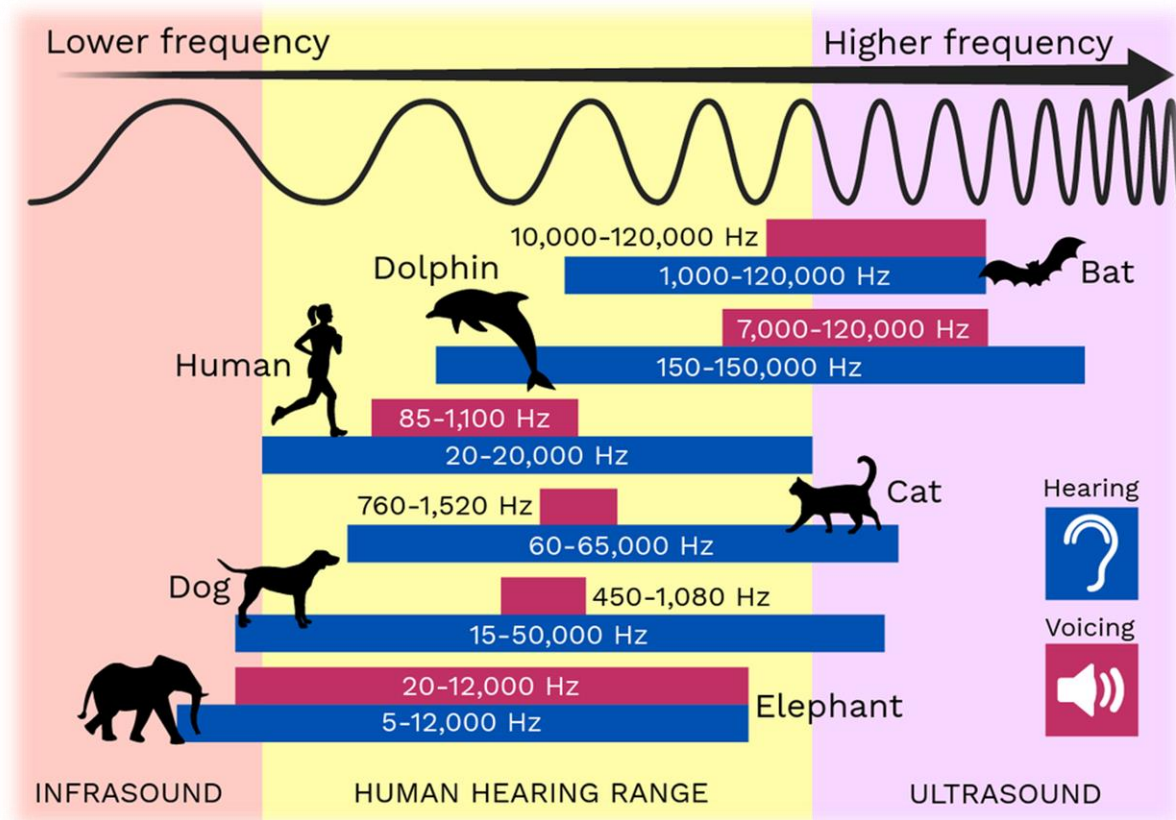 Lower frequency
Higher frequency
10,000-120,000 Hz
1,000-120,000 Hz
Bat
Dolphin
7,000-120,000 Hz
150-150,000 Hz
Human
85-1,100 Hz
20-20,000 Hz
760-1,520 Hz
Cat
60-65,000 Hz
Dog
450-1,080 Hz
15-50,000 Hz
20-12,000 Hz
5-12,000 Hz
Elephant
Hearing
Voicing
INFRASOUND
HUMAN HEARING RANGE
ULTRASOUND